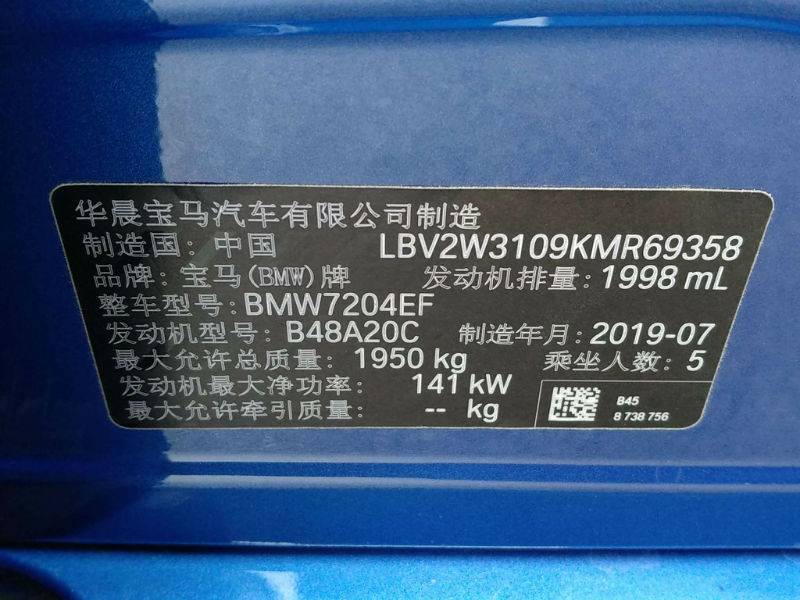 华晨宝马汽车有限公司制造
制造国: 中国 LBV2W3109KMR69358
品牌: 宝马(BMW)牌 发动机排量: 1998 mL
整车型号: BMW7204EF
发动机型号: B48A20C 制造年月: 2019-07
最大允许总质量: 1950 kg 乘坐人数: 5
发动机最大净功率: 141 kW
最大允许牵引质量: -- kg
B45
8 738 756